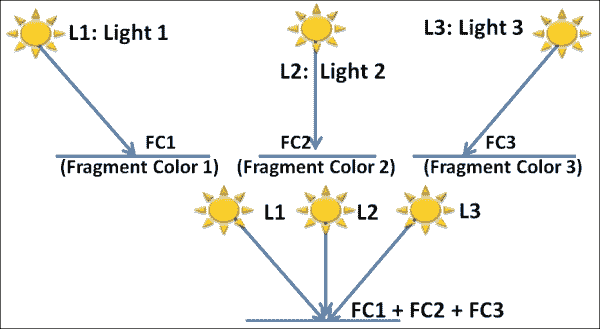 L1: Light 1
L2: Light 2
L3: Light 3
FC1
(Fragment Color 1)
FC2
(Fragment Color 2)
FC3
(Fragment Color 3)
L1
L2
L3
FC1 + FC2 + FC3